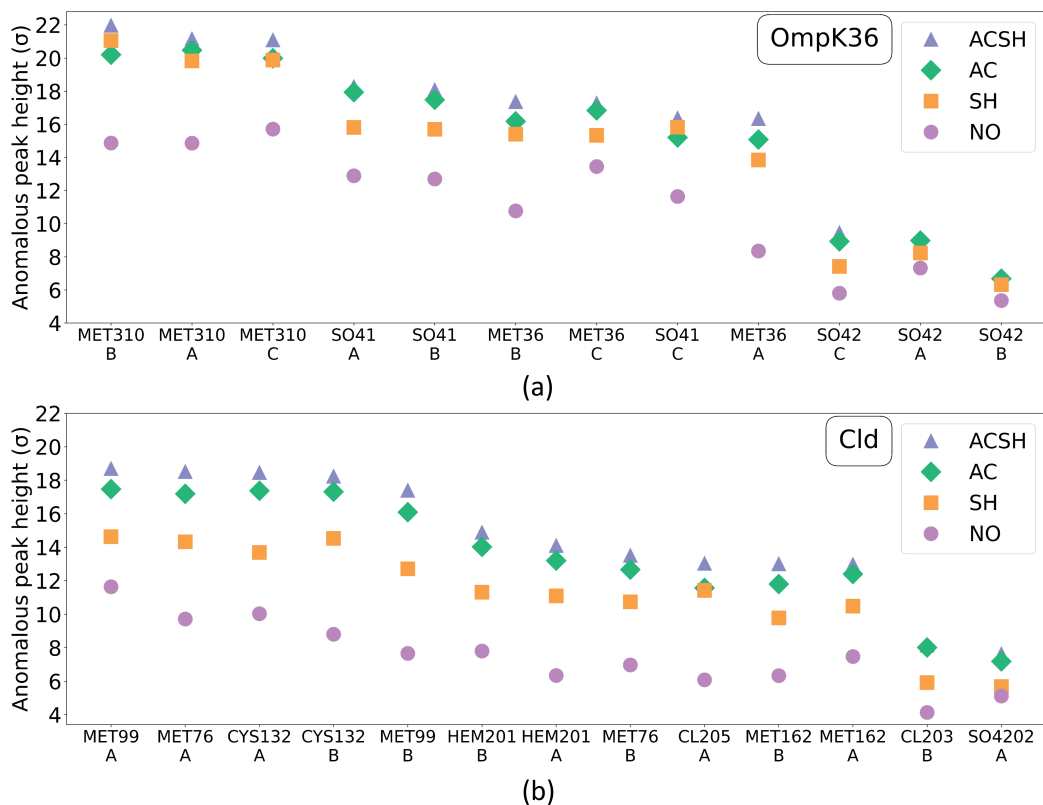 22
20
18
16
14
12
10
8
6
4
Anomalous peak height (σ)
OmpK36
ACSH
AC
SH
NO
MET310 MET310 MET310 SO41 SO41 MET36 MET36 SO41 MET36 SO42 SO42 SO42
B A C A B B C C A C A B
(a)
22
20
18
16
14
12
10
8
6
4
Anomalous peak height (σ)
Cld
ACSH
AC
SH
NO
MET99 MET76 CYS132 CYS132 MET99 HEM201 HEM201 MET76 CL205 MET162 MET162 CL203 SO4202
A A A B B B A B A B A B A
(b)